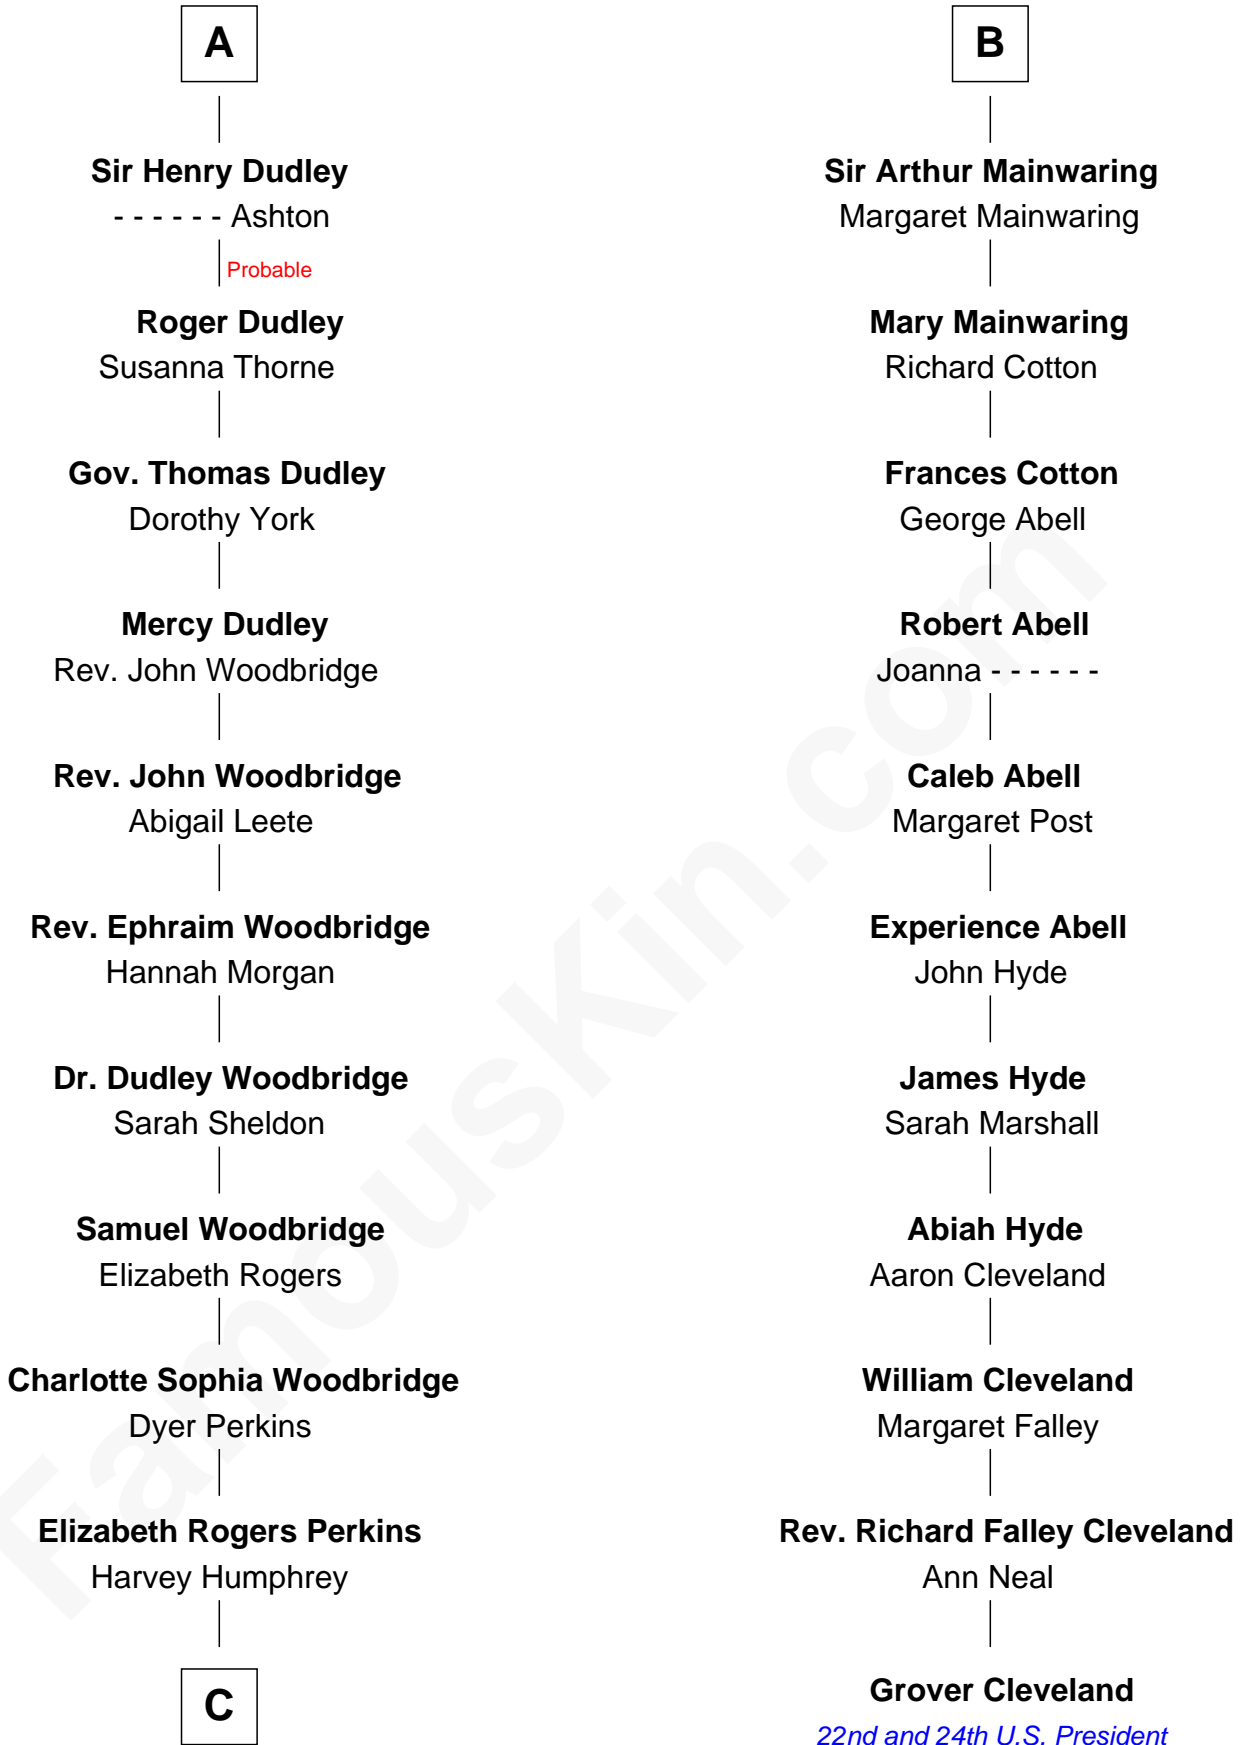 A
Sir Henry Dudley
- - - - - - Ashton
Probable
Roger Dudley
Susanna Thorne
Gov. Thomas Dudley
Dorothy York
Mercy Dudley
Rev. John Woodbridge
Rev. John Woodbridge
Abigail Leete
Rev. Ephraim Woodbridge
Hannah Morgan
Dr. Dudley Woodbridge
Sarah Sheldon
Samuel Woodbridge
Elizabeth Rogers
Charlotte Sophia Woodbridge
Dyer Perkins
Elizabeth Rogers Perkins
Harvey Humphrey
C
B
Sir Arthur Mainwaring
Margaret Mainwaring
Mary Mainwaring
Richard Cotton
Frances Cotton
George Abell
Robert Abell
Joanna - - - - - -
Caleb Abell
Margaret Post
Experience Abell
John Hyde
James Hyde
Sarah Marshall
Abiah Hyde
Aaron Cleveland
William Cleveland
Margaret Falley
Rev. Richard Falley Cleveland
Ann Neal
Grover Cleveland
22nd and 24th U.S. President
FamousKin.com